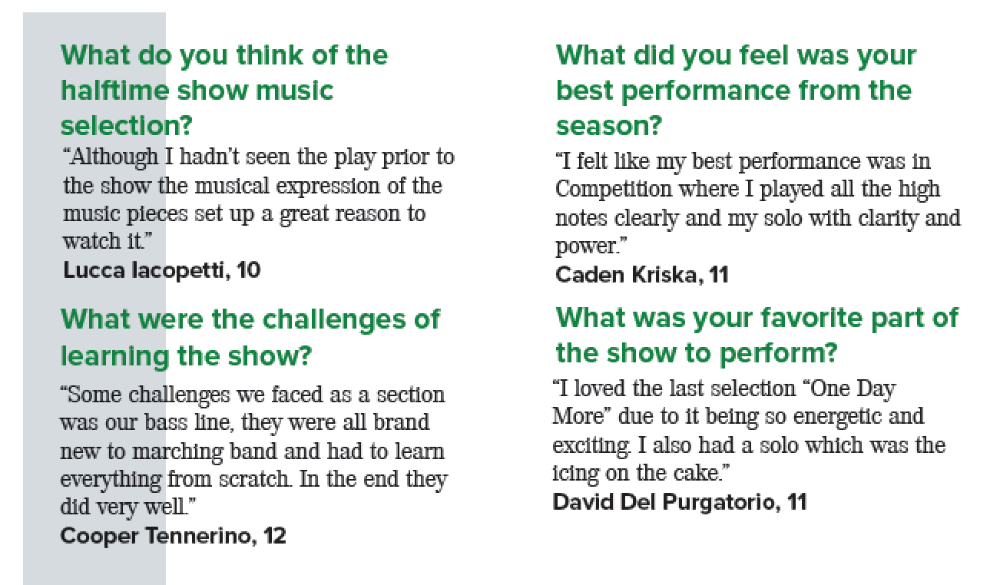 What do you think of the
halftime show music
selection?
“Although I hadn’t seen the play prior to
the show the musical expression of the
music pieces set up a great reason to
watch it.”
Lucca Iacopetti, 10
What were the challenges of
learning the show?
“Some challenges we faced as a section
was our bass line, they were all brand
new to marching band and had to learn
everything from scratch. In the end they
did very well.”
Cooper Tennerino, 12
What did you feel was your
best performance from the
season?
“I felt like my best performance was in
Competition where I played all the high
notes clearly and my solo with clarity and
power.”
Caden Kriska, 11
What was your favorite part of
the show to perform?
“I loved the last selection “One Day
More” due to it being so energetic and
exciting. I also had a solo which was the
icing on the cake.”
David Del Purgatorio, 11